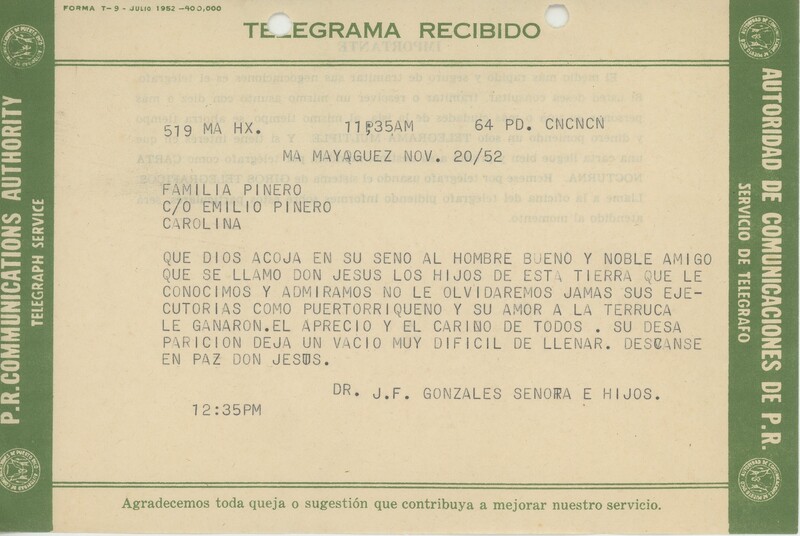 FORMA T-9 - JULIO 1952 -400,000
TELEGRAMA RECIBIDO
P.R. COMMUNICATIONS AUTHORITY
TELEGRAPH SERVICE
AUTORIDAD DE COMUNICACIONES DE P.R.
SERVICIO DE TELEGRAFO
519 MA HX. 11,35AM 64 PD. CNCNCN
MA MAYAGUEZ NOV. 20/52
FAMILIA PINERO
C/O EMILIO PINERO
CAROLINA
QUE DIOS ACOJA EN SU SENO AL HOMBRE BUENO Y NOBLE AMIGO
QUE SE LLAMO DON JESUS LOS HIJOS DE ESTA TIERRA QUE LE
CONOCIMOS Y ADMIRAMOS NO LE OLVIDAREMOS JAMAS SUS EJE-
CUTORIAS COMO PUERTORRIQUENO Y SU AMOR A LA TERRUCA
LE GANARON.EL APRECIO Y EL CARINO DE TODOS . SU DESA
PARICION DEJA UN VACIO MUY DIFICIL DE LLENAR. DESCANSE
EN PAZ DON JESUS.
DR. J.F. GONZALES SENORA E HIJOS.
12:35PM
Agradecemos toda queja o sugestión que contribuya a mejorar nuestro servicio.